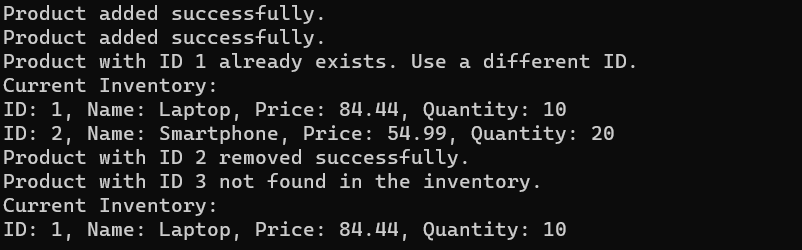 Product added successfully.
Product added successfully.
Product with ID 1 already exists. Use a different ID.
Current Inventory:
ID: 1, Name: Laptop, Price: 84.44, Quantity: 10
ID: 2, Name: Smartphone, Price: 54.99, Quantity: 20
Product with ID 2 removed successfully.
Product with ID 3 not found in the inventory.
Current Inventory:
ID: 1, Name: Laptop, Price: 84.44, Quantity: 10